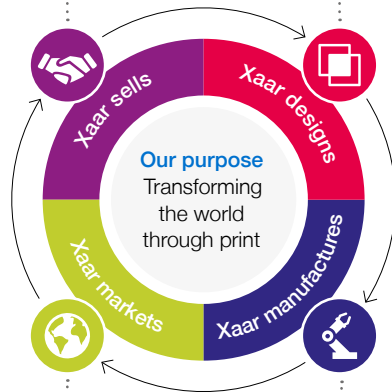 Xaar sells
Xaar designs
Our purpose
Transforming
the world
through print
Xaar markets
Xaar manufactures